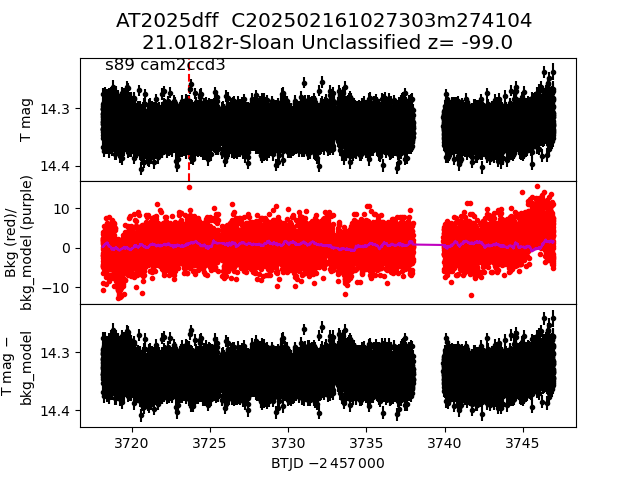 AT2025dff  C202502161027303m274104
21.0182r-Sloan Unclassified z= -99.0
s89 cam2ccd3
T mag
14.3
14.4
Bkg (red)/
bkg_model (purple)
10
0
−10
T mag −
bkg_model
14.3
14.4
3720
3725
3730
3735
3740
3745
BTJD −2 457 000